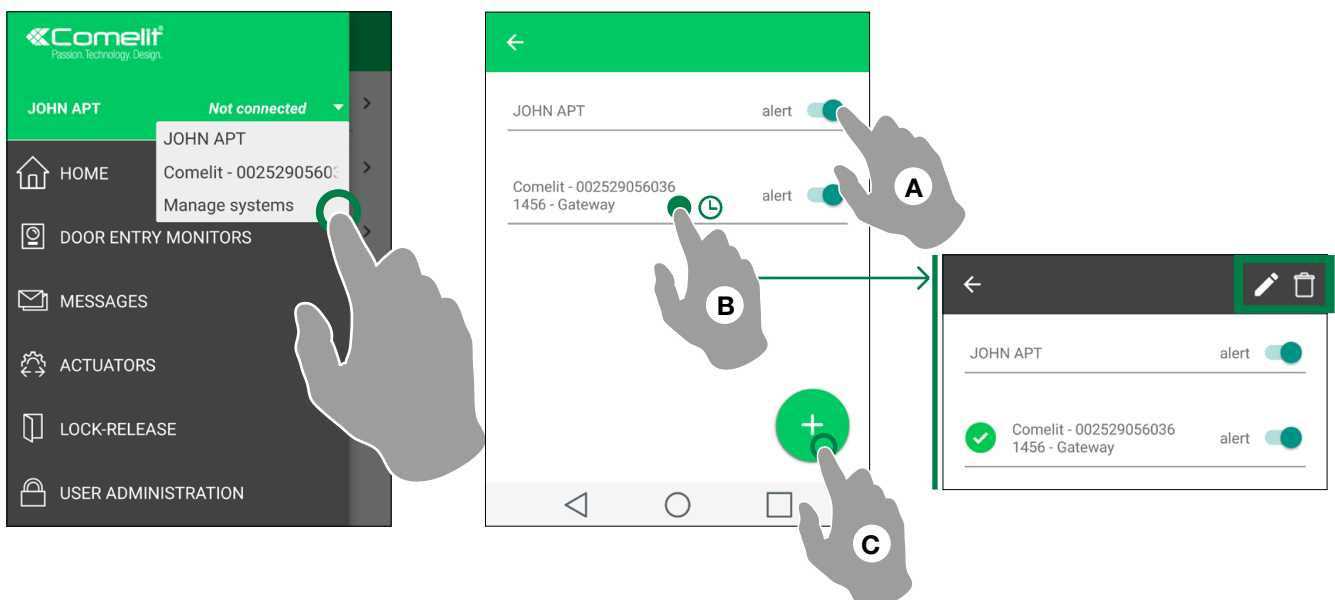 Comelit
Passion.Technology.Design.
JOHN APT Not connected
JOHN APT
Comelit - 00252905603
Manage systems
HOME
DOOR ENTRY MONITORS
MESSAGES
ACTUATORS
LOCK-RELEASE
USER ADMINISTRATION
JOHN APT alert
Comelit - 002529056036
1456 - Gateway alert
A
B
C
JOHN APT alert
Comelit - 002529056036
1456 - Gateway alert